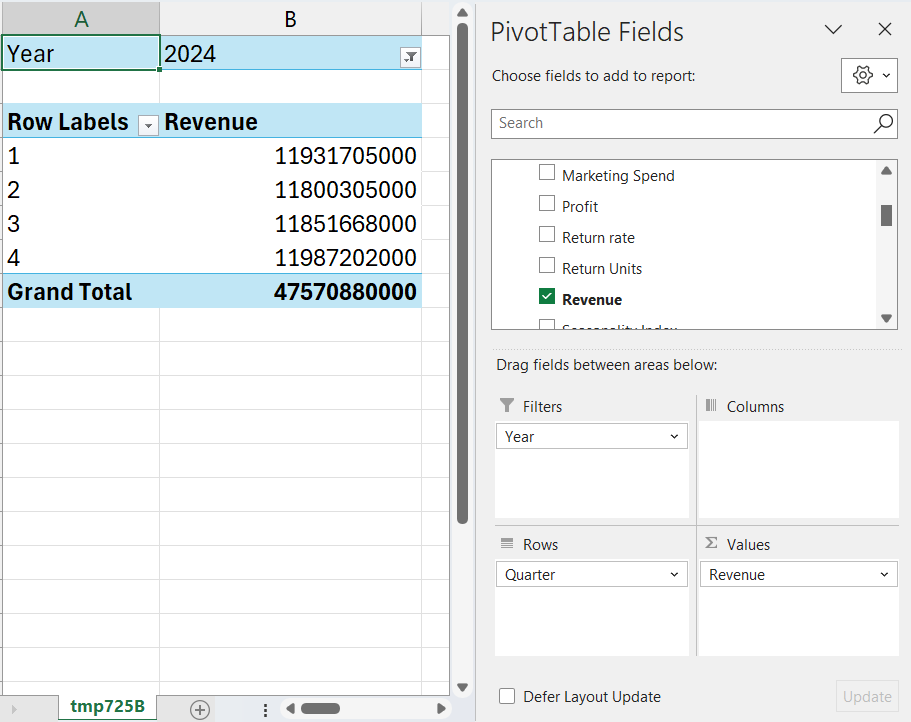 A B
Year 2024
Row Labels Revenue
1 11931705000
2 11800305000
3 11851668000
4 11987202000
Grand Total 47570880000
tmp725B
PivotTable Fields
Choose fields to add to report:
Search
Marketing Spend
Profit
Return rate
Return Units
Revenue
Seasonality Index
Drag fields between areas below:
Filters
Year
Columns
Rows
Quarter
Values
Revenue
Defer Layout Update
Update